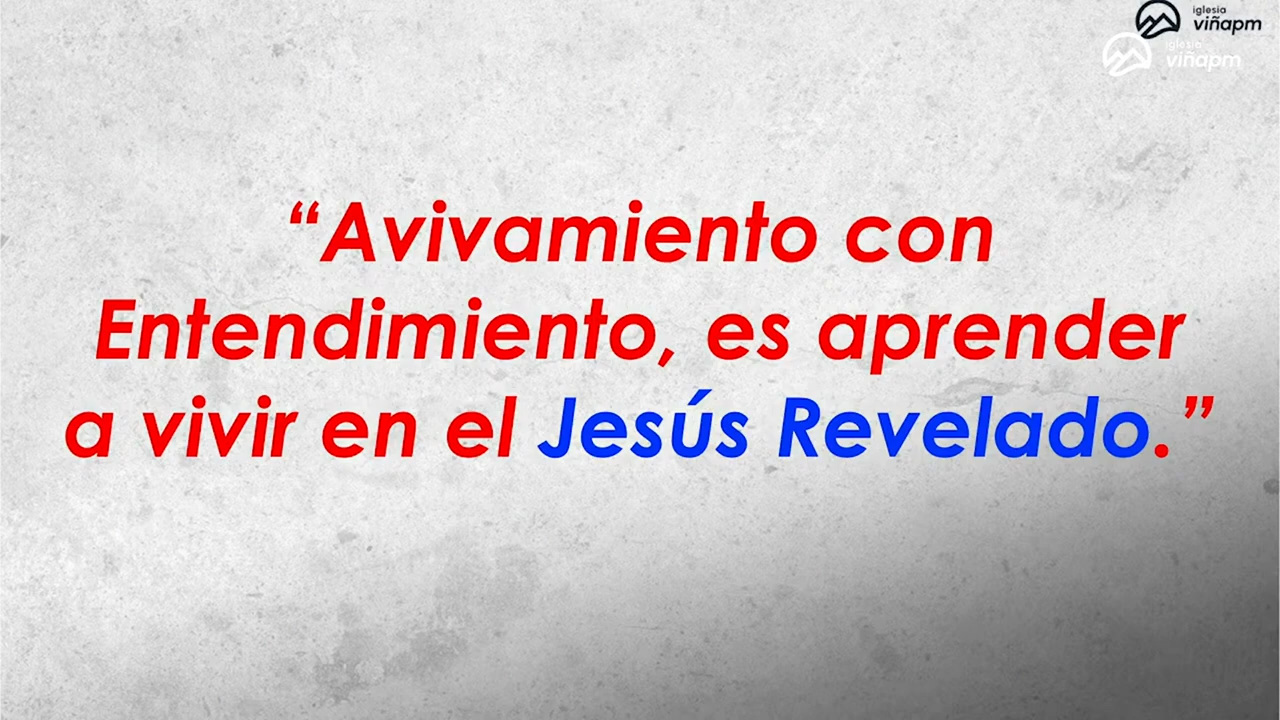 iglesia
viñapm
iglesia
viñapm
“Avivamiento con
Entendimiento, es aprender
a vivir en el Jesús Revelado.”